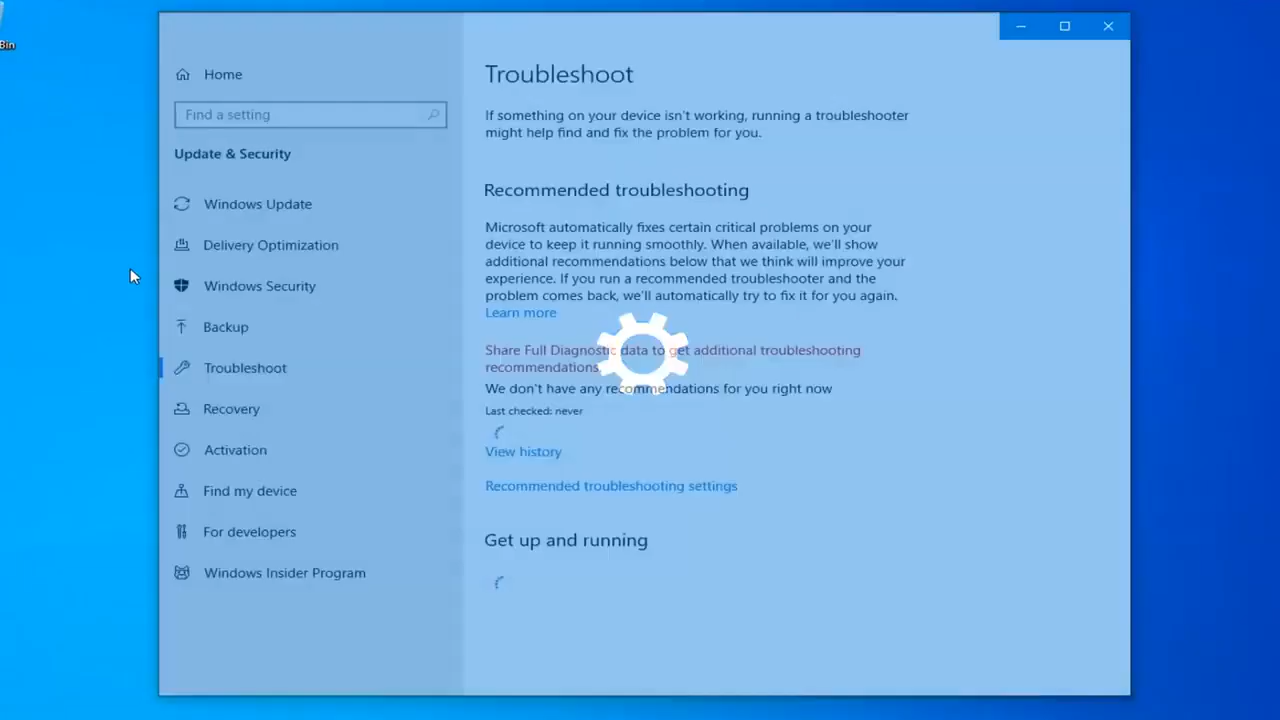 Bin
Home
Find a setting
Update & Security
Windows Update
Delivery Optimization
Windows Security
Backup
Troubleshoot
Recovery
Activation
Find my device
For developers
Windows Insider Program
Troubleshoot
If something on your device isn't working, running a troubleshooter
might help find and fix the problem for you.
Recommended troubleshooting
Microsoft automatically fixes certain critical problems on your
device to keep it running smoothly. When available, we'll show
additional recommendations below that we think will improve your
experience. If you run a recommended troubleshooter and the
problem comes back, we'll automatically try to fix it for you again.
Learn more
Share Full Diagnostic data to get additional troubleshooting
recommendations.
We don't have any recommendations for you right now
Last checked: never
View history
Recommended troubleshooting settings
Get up and running